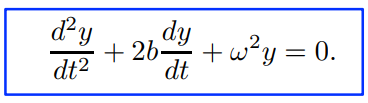 d²y/dt² + 2b dy/dt + ω²y = 0.